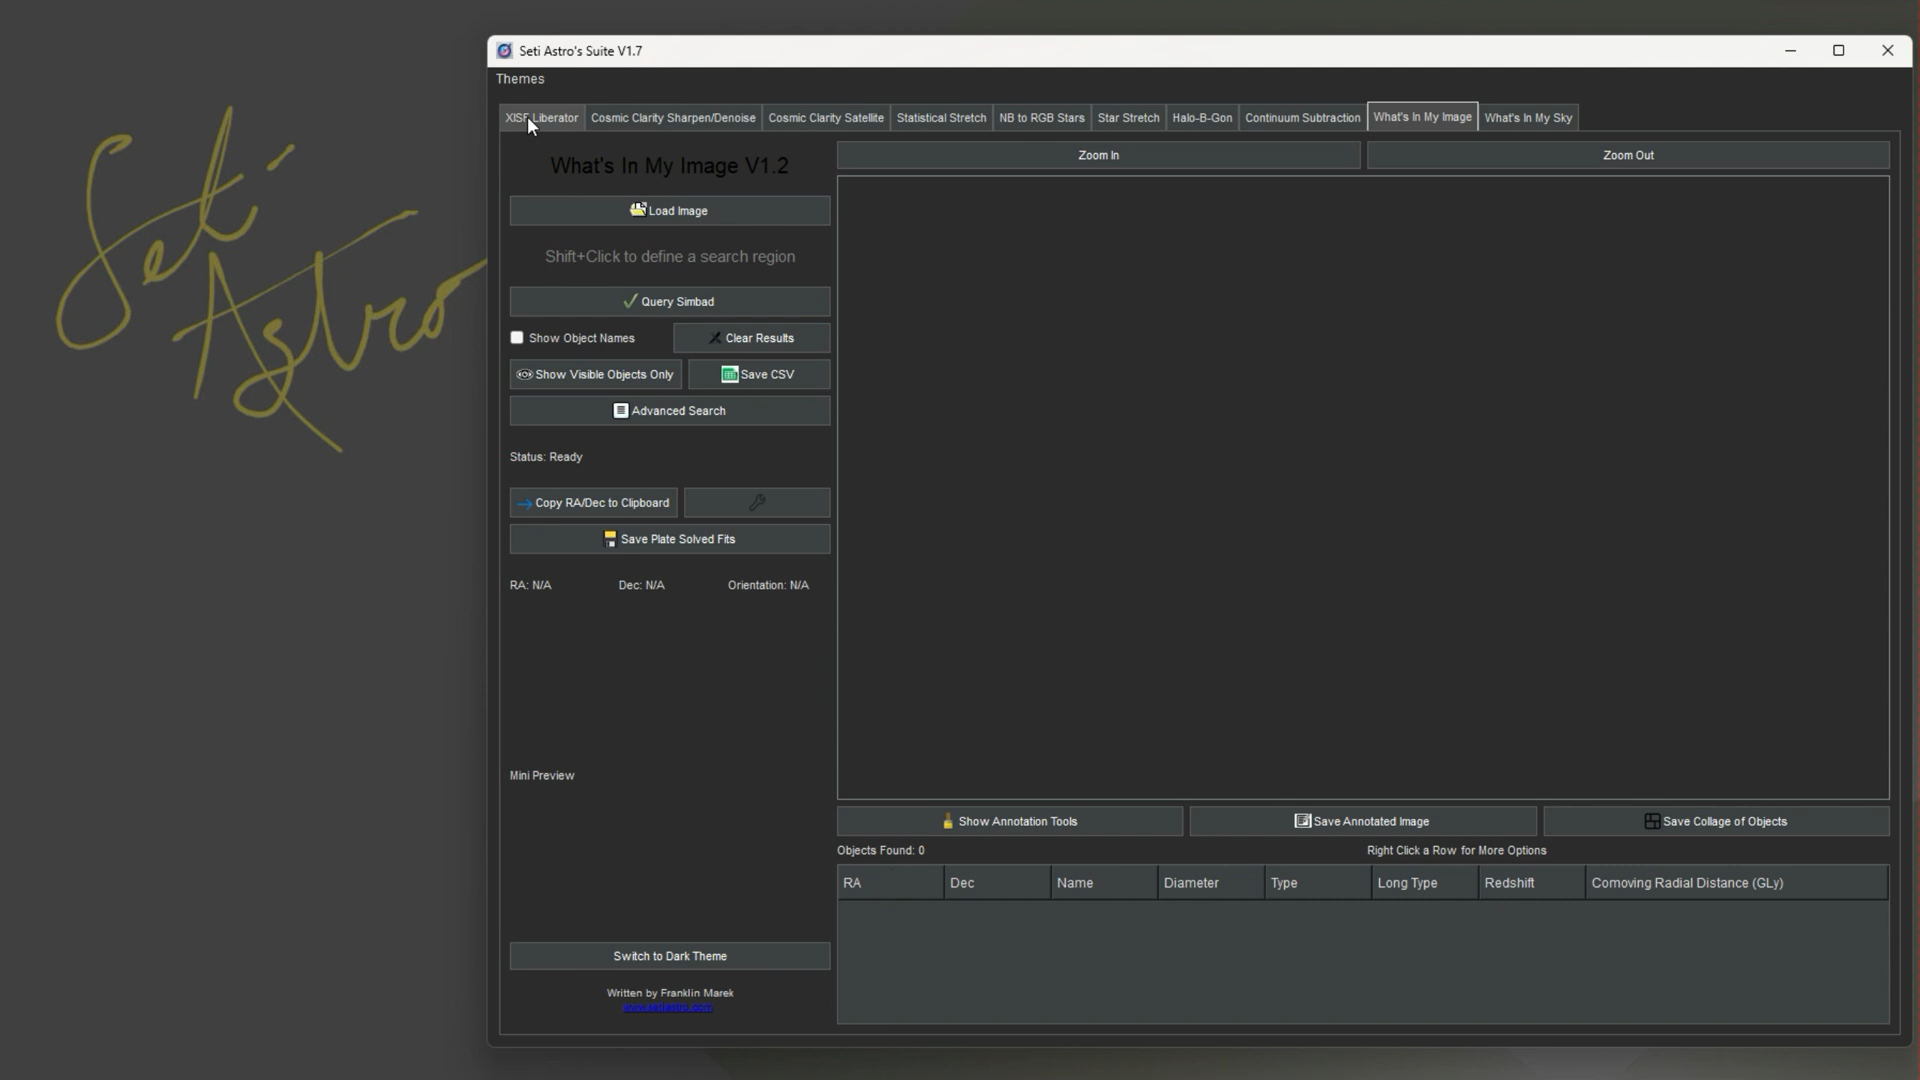 Seti Astro
Seti Astro's Suite V1.7
Themes
XISF Liberator
Cosmic Clarity Sharpen/Denoise
Cosmic Clarity Satellite
Statistical Stretch
NB to RGB Stars
Star Stretch
Halo-B-Gon
Continuum Subtraction
What's In My Image
What's In My Sky
What's In My Image V1.2
Load Image
Shift+Click to define a search region
Query Simbad
Show Object Names
Clear Results
Show Visible Objects Only
Save CSV
Advanced Search
Status: Ready
Copy RA/Dec to Clipboard
Save Plate Solved Fits
RA: N/A
Dec: N/A
Orientation: N/A
Mini Preview
Switch to Dark Theme
Written by Franklin Marek
www.setiastro.com
Zoom In
Zoom Out
Show Annotation Tools
Save Annotated Image
Save Collage of Objects
Objects Found: 0
Right Click a Row for More Options
RA
Dec
Name
Diameter
Type
Long Type
Redshift
Comoving Radial Distance (GLy)